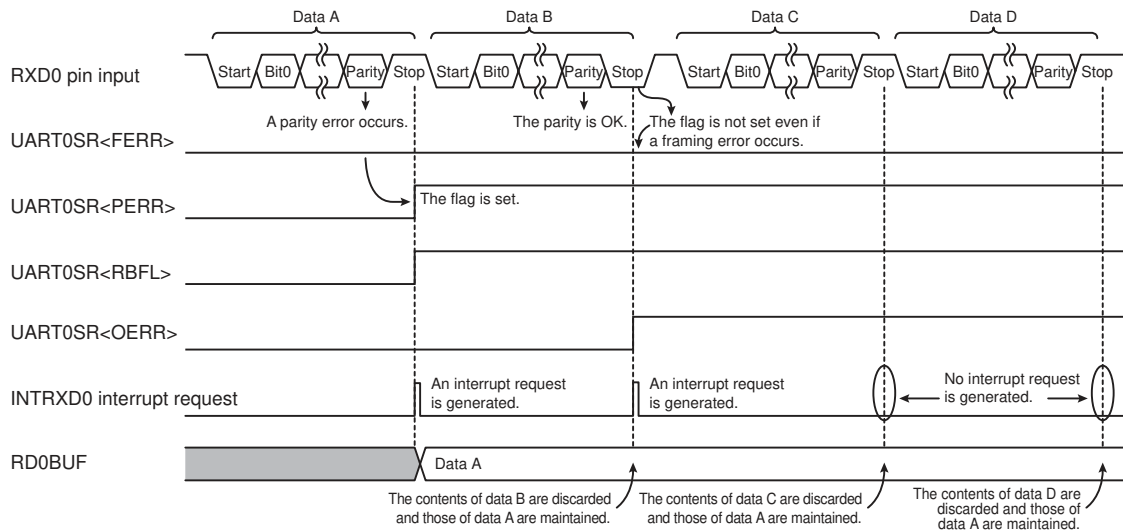 Data A
Data B
Data C
Data D
RXD0 pin input
Start Bit0 Parity Stop Start Bit0 Parity Stop Start Bit0 Parity Stop Start Bit0 Parity Stop
A parity error occurs.
The parity is OK.
The flag is not set even if
a framing error occurs.
UART0SR<FERR>
UART0SR<PERR>
The flag is set.
UART0SR<RBFL>
UART0SR<OERR>
INTRXD0 interrupt request
An interrupt request
is generated.
An interrupt request
is generated.
No interrupt request
is generated.
RD0BUF
Data A
The contents of data B are discarded
and those of data A are maintained.
The contents of data C are discarded
and those of data A are maintained.
The contents of data D are
discarded and those of
data A are maintained.